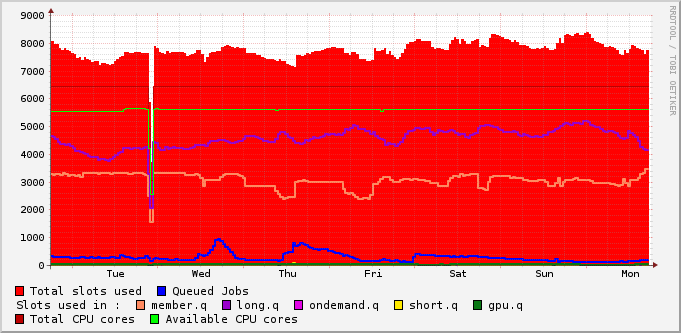 9000
8000
7000
6000
5000
4000
3000
2000
1000
0
Tue Wed Thu Fri Sat Sun Mon
RRDTOOL / TOBI OETIKER
Total slots used Queued Jobs
Slots used in : member.q long.q ondemand.q short.q gpu.q
Total CPU cores Available CPU cores